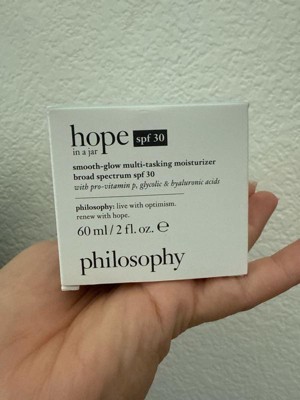 hope spf 30
in a jar
smooth-glow multi-tasking moisturizer
broad spectrum spf 30
with pro-vitamin p, glycolic & hyaluronic acids
philosophy: live with optimism.
renew with hope.
60 ml / 2 fl. oz. ℮
philosophy